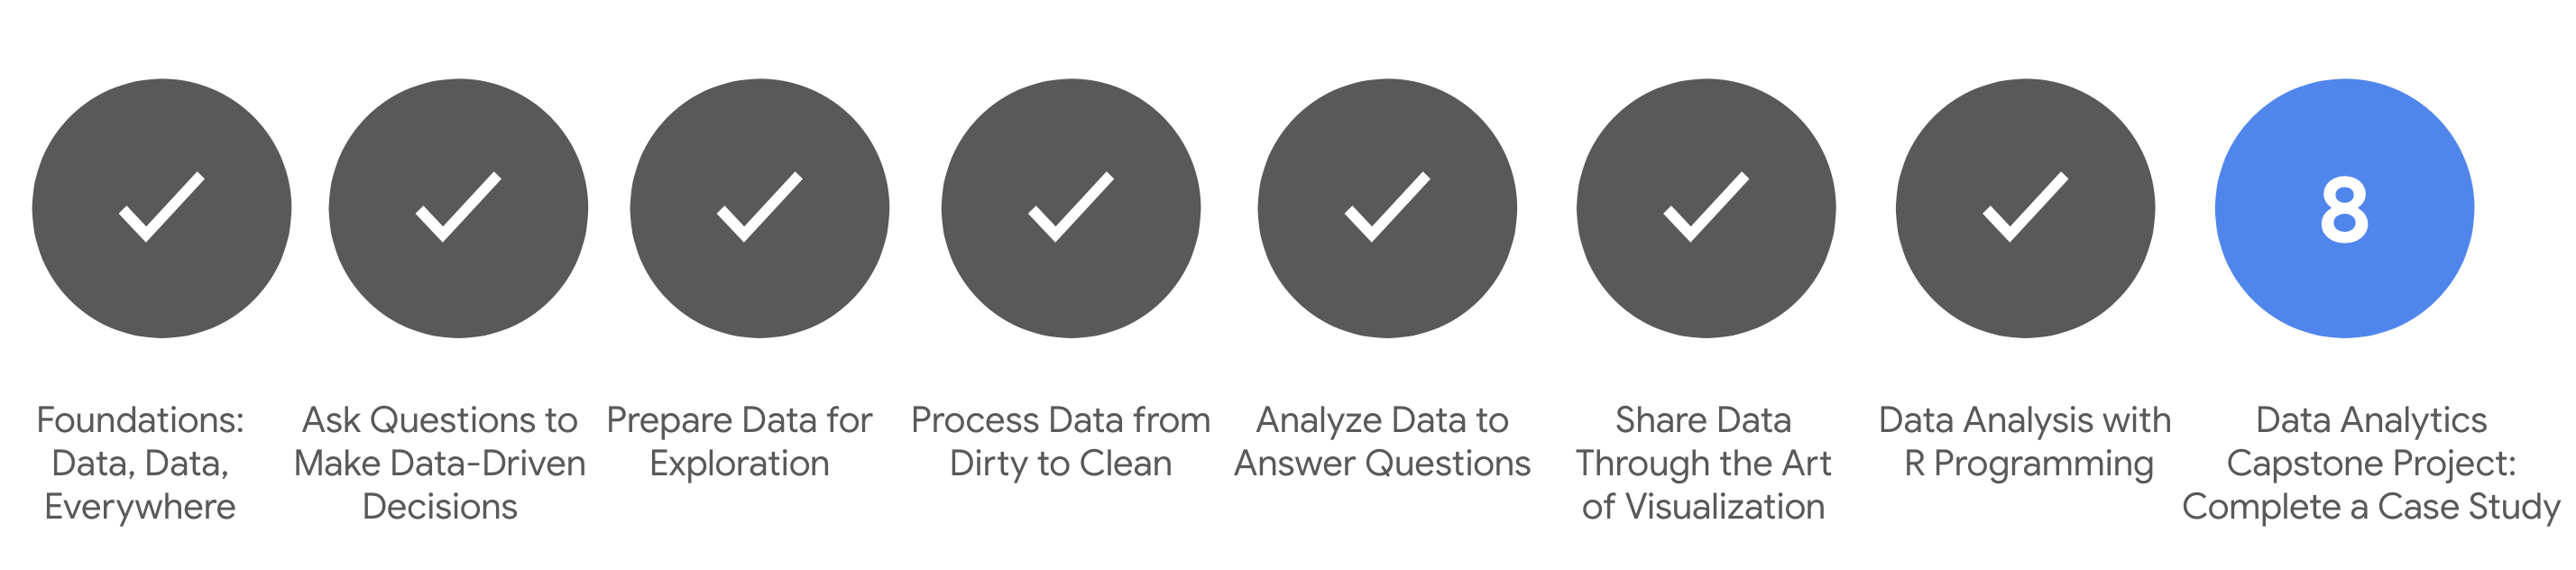 8
Foundations:
Data, Data,
Everywhere
Ask Questions to
Make Data-Driven
Decisions
Prepare Data for
Exploration
Process Data from
Dirty to Clean
Analyze Data to
Answer Questions
Share Data
Through the Art
of Visualization
Data Analysis with
R Programming
Data Analytics
Capstone Project:
Complete a Case Study